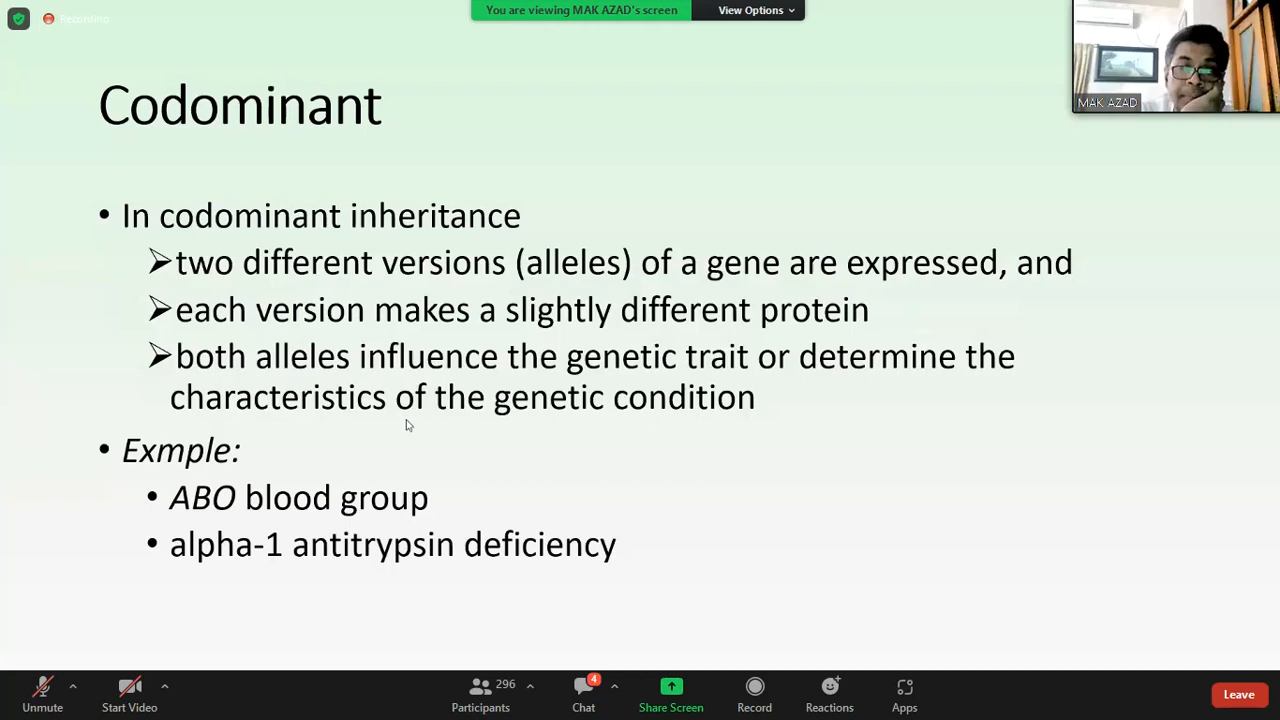 Recording
You are viewing MAK AZAD's screen
View Options
MAK AZAD
Codominant
• In codominant inheritance
➢two different versions (alleles) of a gene are expressed, and
➢each version makes a slightly different protein
➢both alleles influence the genetic trait or determine the
characteristics of the genetic condition
• Exmple:
• ABO blood group
• alpha-1 antitrypsin deficiency
Unmute
Start Video
296
Participants
4
Chat
Share Screen
Record
Reactions
Apps
Leave